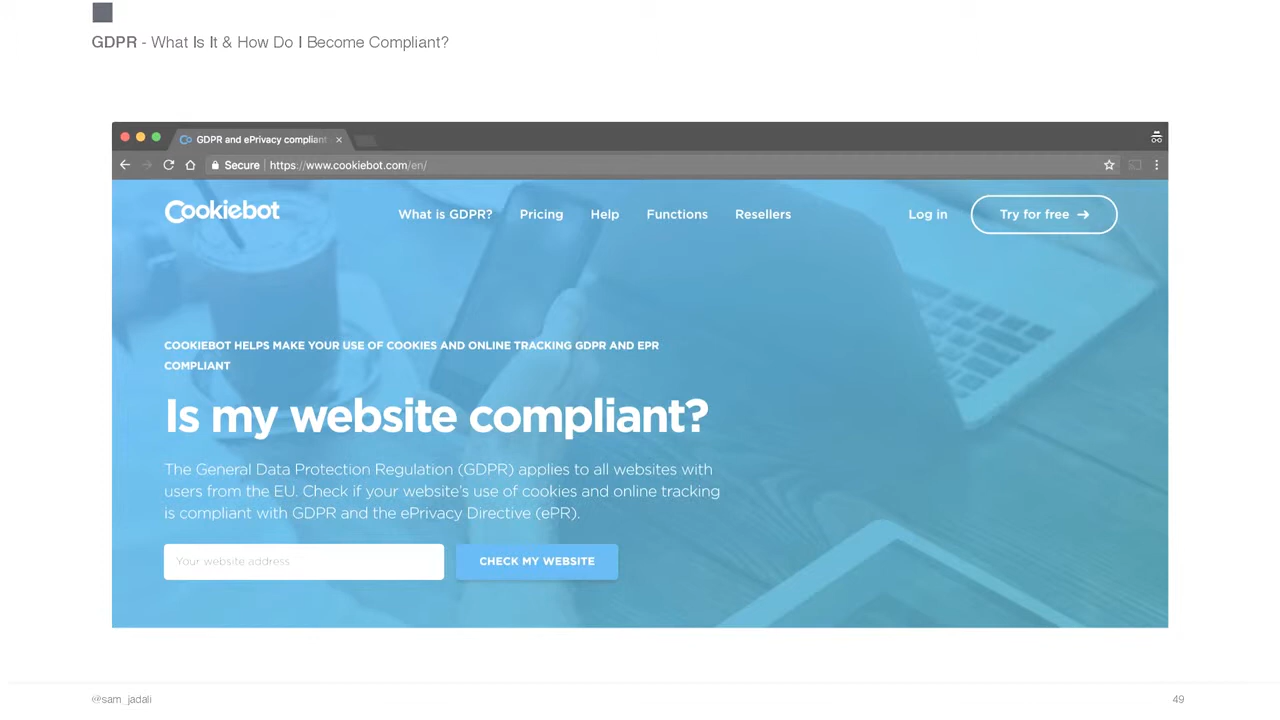 GDPR - What Is It & How Do I Become Compliant?
GDPR and ePrivacy compliant
Secure https://www.cookiebot.com/en/
Cookiebot
What is GDPR? Pricing Help Functions Resellers Log in Try for free →
COOKIEBOT HELPS MAKE YOUR USE OF COOKIES AND ONLINE TRACKING GDPR AND EPR
COMPLIANT
Is my website compliant?
The General Data Protection Regulation (GDPR) applies to all websites with
users from the EU. Check if your website's use of cookies and online tracking
is compliant with GDPR and the ePrivacy Directive (ePR).
Your website address CHECK MY WEBSITE
@sam_jadali 49